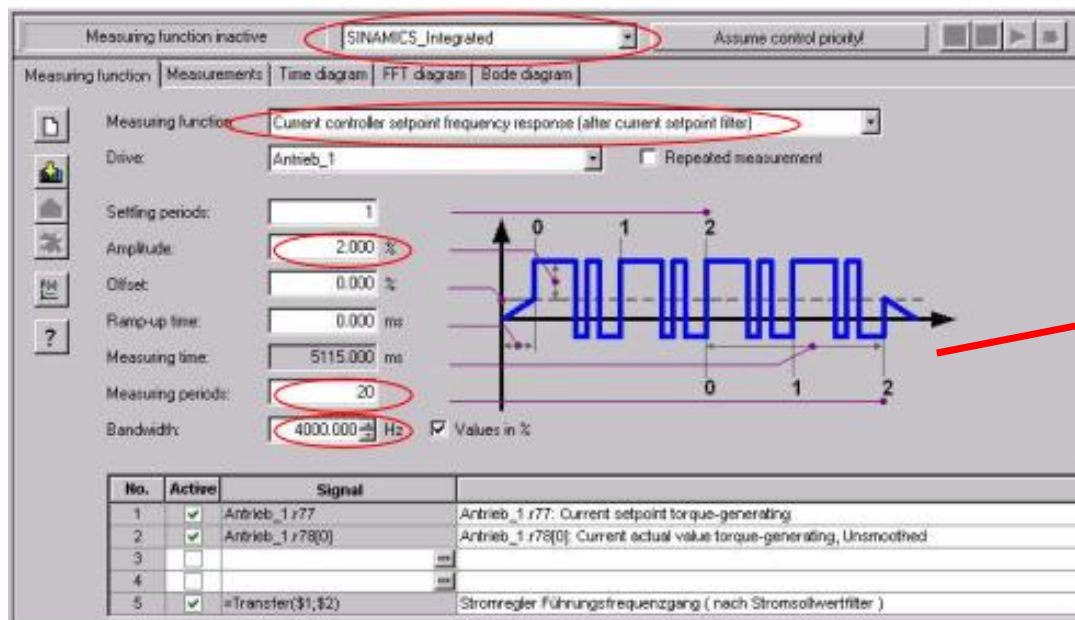 Measuring function inactive SINAMICS_Integrated Assume control priority!
Measuring function Measurements Time diagram FFT diagram Bode diagram
Measuring function: Current controller setpoint frequency response (after current setpoint filter)
Drive: Antrieb_1 Repeated measurement
Settling periods: 1
Amplitude: 2.000 %
Offset: 0.000 %
Ramp-up time: 0.000 ms
Measuring time: 5115.000 ms
Measuring periods: 20
Bandwidth: 4000.000 Hz Values in %
0 1 2
0 1 2
?
No. Active Signal
1 Antrieb_1.r77 Antrieb_1.r77: Current setpoint torque-generating
2 Antrieb_1.r78[0] Antrieb_1.r78[0]: Current actual value torque-generating, Unsmoothed
3 ...
4 ...
5 =Transfer($1;$2) Stromregler Führungsfrequenzgang ( nach Stromsollwertfilter )